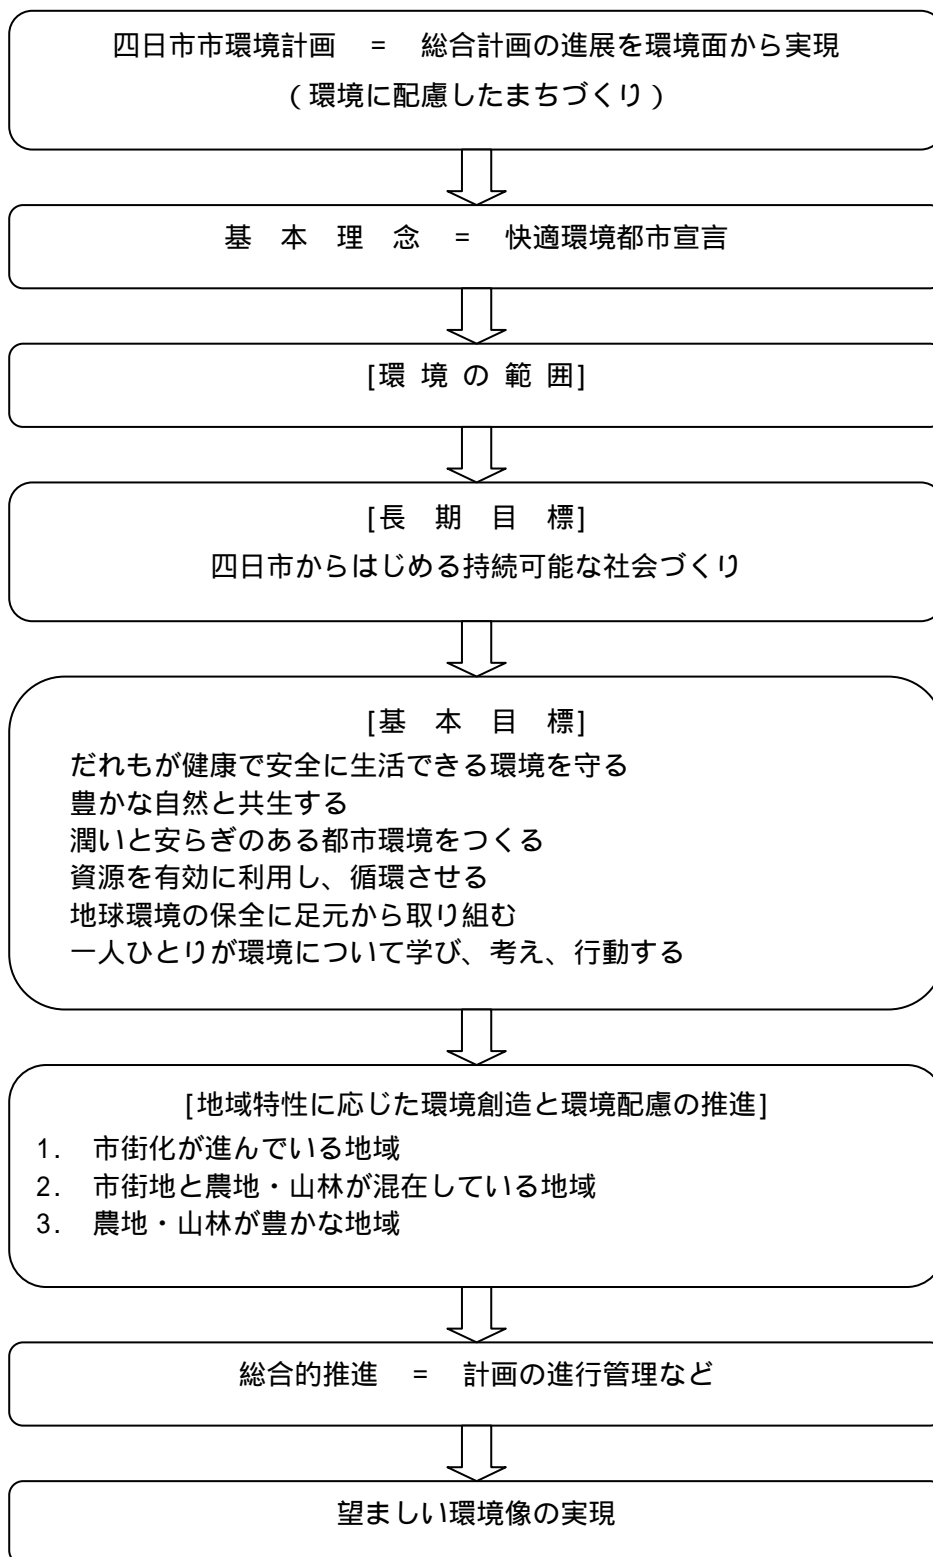 四日市市環境計画 = 総合計画の進展を環境面から実現
(環境に配慮したまちづくり)
基 本 理 念 = 快適環境都市宣言
[環 境 の 範 囲]
[長 期 目 標]
四日市からはじめる持続可能な社会づくり
[基 本 目 標]
だれもが健康で安全に生活できる環境を守る
豊かな自然と共生する
潤いと安らぎのある都市環境をつくる
資源を有効に利用し、循環させる
地球環境の保全に足元から取り組む
一人ひとりが環境について学び、考え、行動する
[地域特性に応じた環境創造と環境配慮の推進]
1. 市街化が進んでいる地域
2. 市街地と農地・山林が混在している地域
3. 農地・山林が豊かな地域
総合的推進 = 計画の進行管理など
望ましい環境像の実現